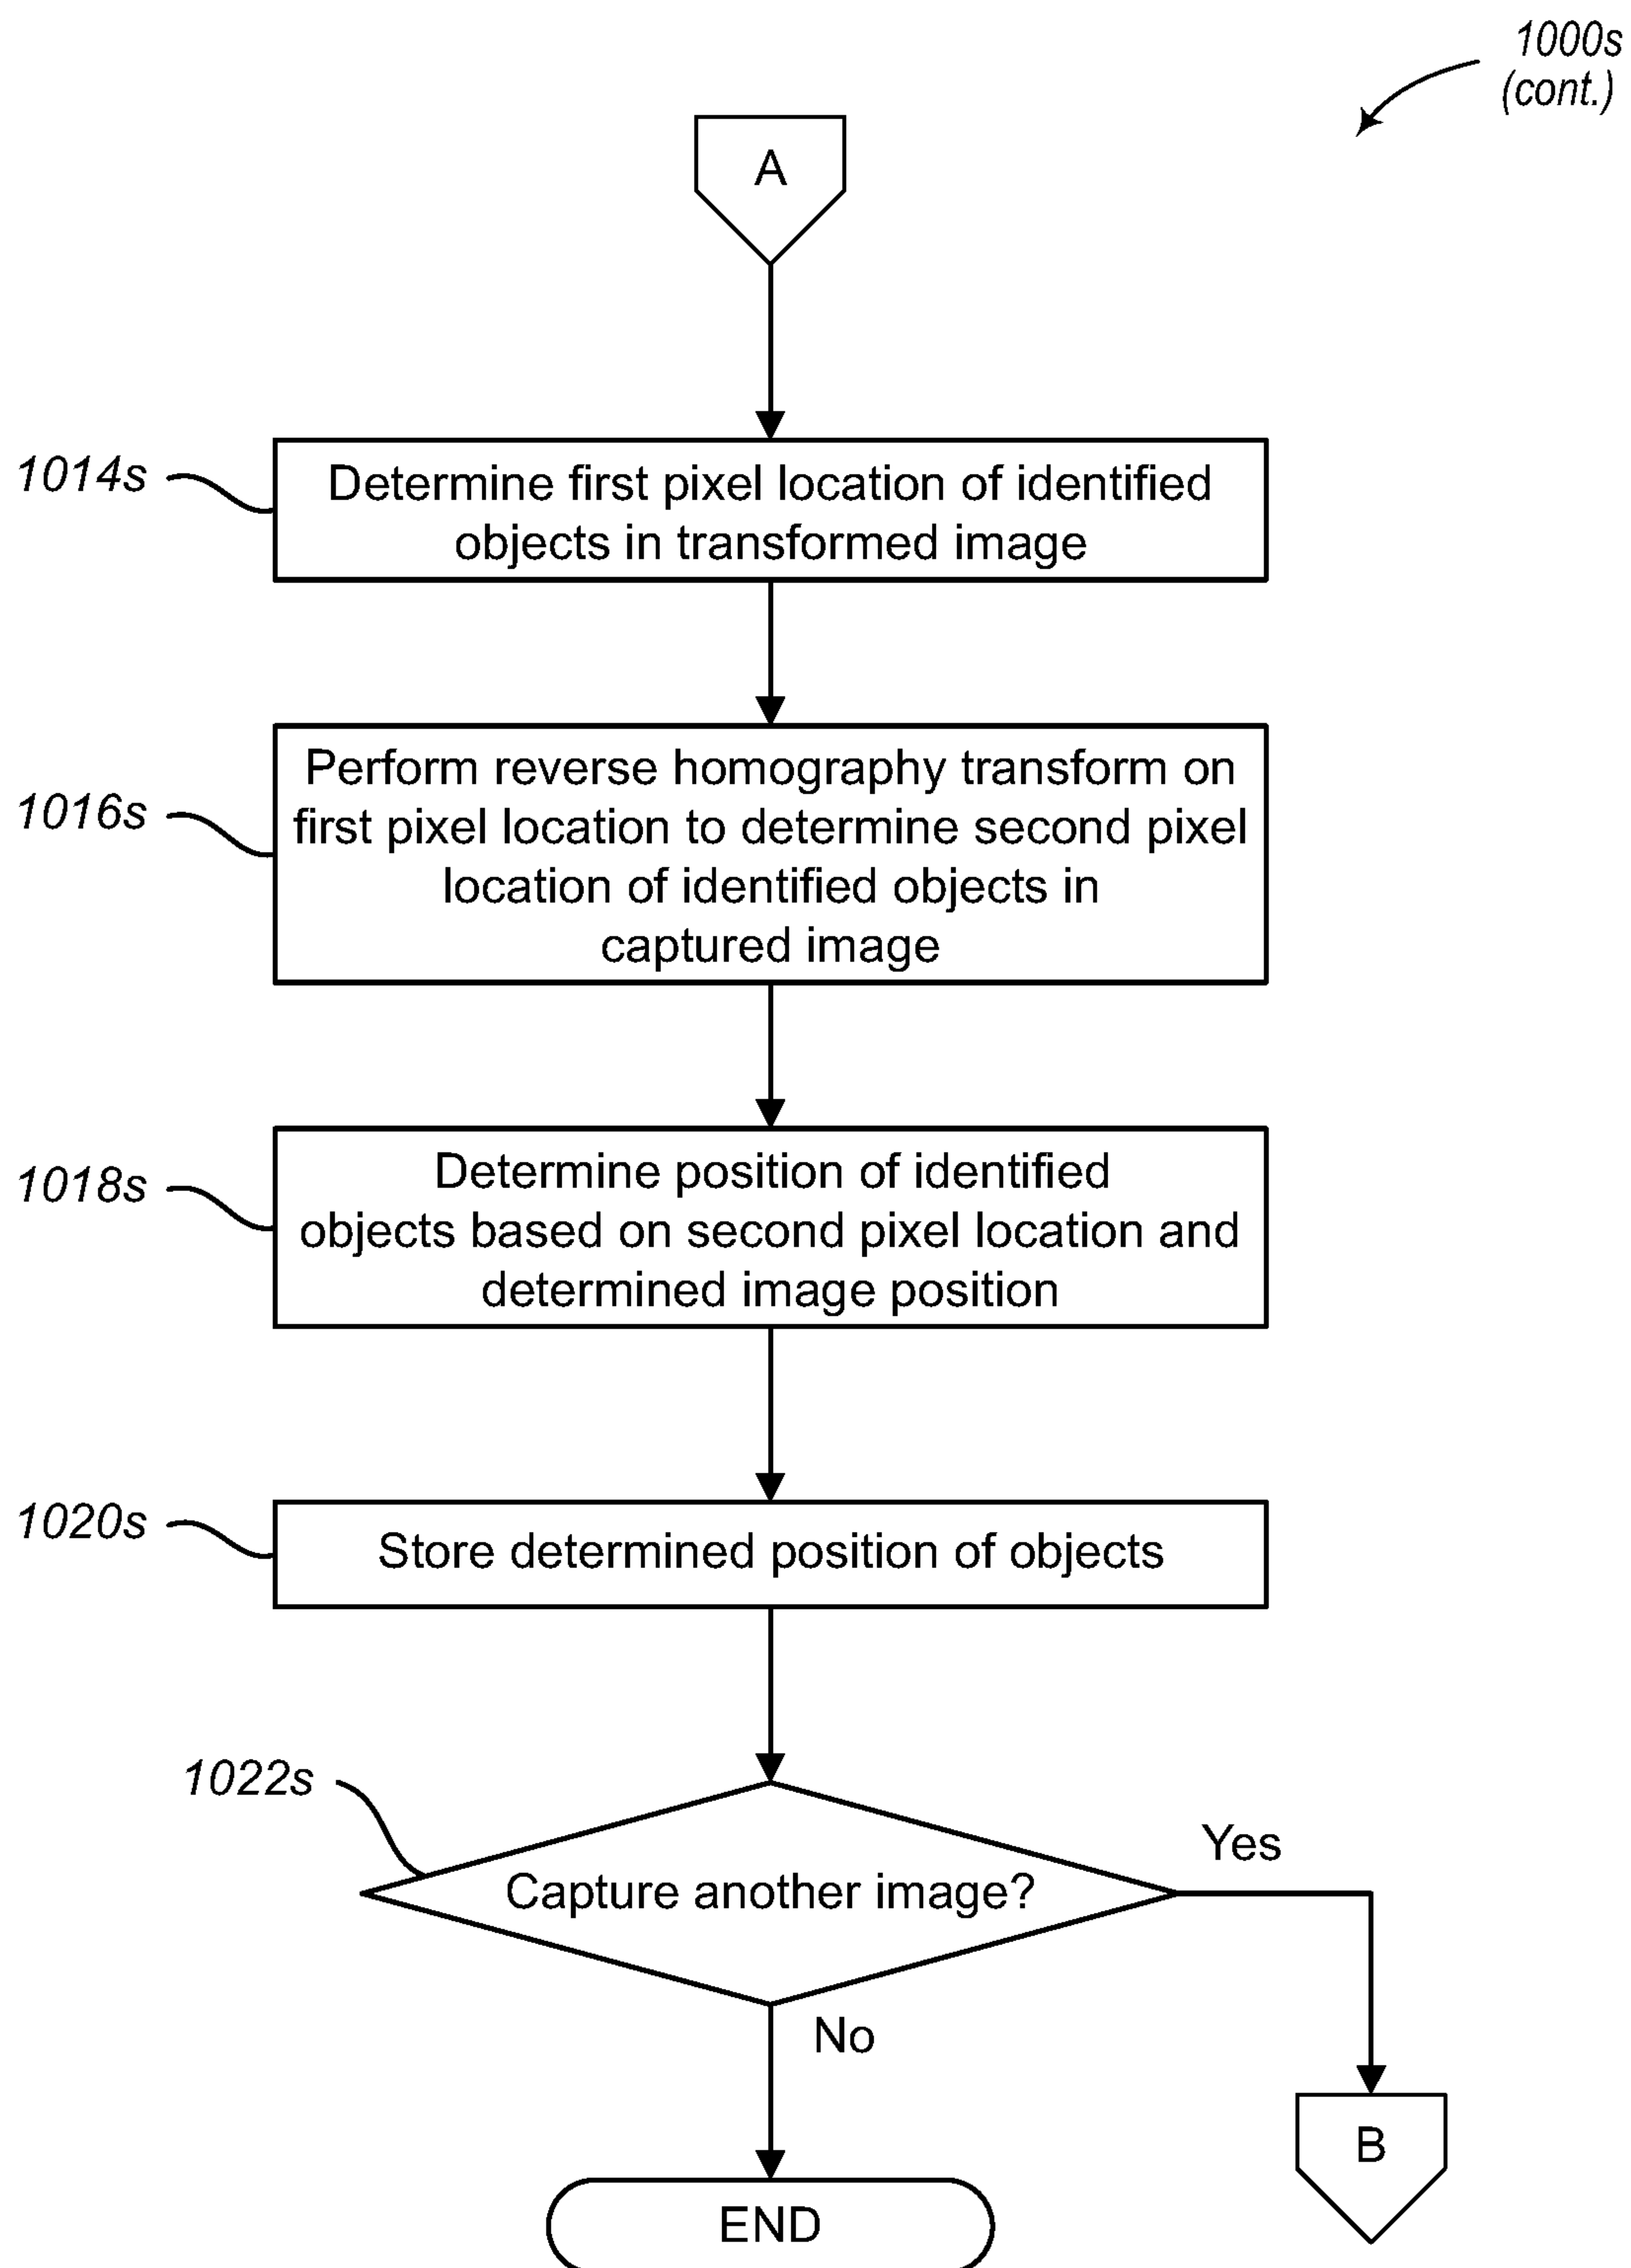 1000s
(cont.)
A
1014s
Determine first pixel location of identified
objects in transformed image
1016s
Perform reverse homography transform on
first pixel location to determine second pixel
location of identified objects in
captured image
1018s
Determine position of identified
objects based on second pixel location and
determined image position
1020s
Store determined position of objects
1022s
Capture another image?
Yes
No
B
END